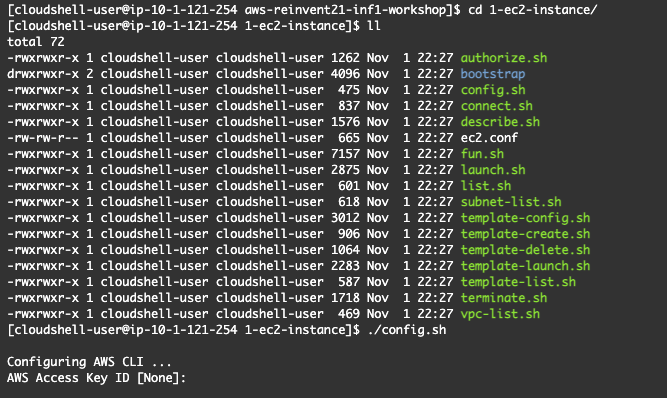 [cloudshell-user@ip-10-1-121-254 aws-reinvent21-inf1-workshop]$ cd 1-ec2-instance/
[cloudshell-user@ip-10-1-121-254 1-ec2-instance]$ ll
total 72
-rwxrwxr-x 1 cloudshell-user cloudshell-user 1262 Nov  1 22:27 authorize.sh
drwxrwxr-x 2 cloudshell-user cloudshell-user 4096 Nov  1 22:27 bootstrap
-rwxrwxr-x 1 cloudshell-user cloudshell-user  475 Nov  1 22:27 config.sh
-rwxrwxr-x 1 cloudshell-user cloudshell-user  837 Nov  1 22:27 connect.sh
-rwxrwxr-x 1 cloudshell-user cloudshell-user 1576 Nov  1 22:27 describe.sh
-rw-rw-r-- 1 cloudshell-user cloudshell-user  665 Nov  1 22:27 ec2.conf
-rwxrwxr-x 1 cloudshell-user cloudshell-user 7157 Nov  1 22:27 fun.sh
-rwxrwxr-x 1 cloudshell-user cloudshell-user 2875 Nov  1 22:27 launch.sh
-rwxrwxr-x 1 cloudshell-user cloudshell-user  601 Nov  1 22:27 list.sh
-rwxrwxr-x 1 cloudshell-user cloudshell-user  618 Nov  1 22:27 subnet-list.sh
-rwxrwxr-x 1 cloudshell-user cloudshell-user 3012 Nov  1 22:27 template-config.sh
-rwxrwxr-x 1 cloudshell-user cloudshell-user  906 Nov  1 22:27 template-create.sh
-rwxrwxr-x 1 cloudshell-user cloudshell-user 1064 Nov  1 22:27 template-delete.sh
-rwxrwxr-x 1 cloudshell-user cloudshell-user 2283 Nov  1 22:27 template-launch.sh
-rwxrwxr-x 1 cloudshell-user cloudshell-user  587 Nov  1 22:27 template-list.sh
-rwxrwxr-x 1 cloudshell-user cloudshell-user 1718 Nov  1 22:27 terminate.sh
-rwxrwxr-x 1 cloudshell-user cloudshell-user  469 Nov  1 22:27 vpc-list.sh
[cloudshell-user@ip-10-1-121-254 1-ec2-instance]$ ./config.sh
Configuring AWS CLI ...
AWS Access Key ID [None]: